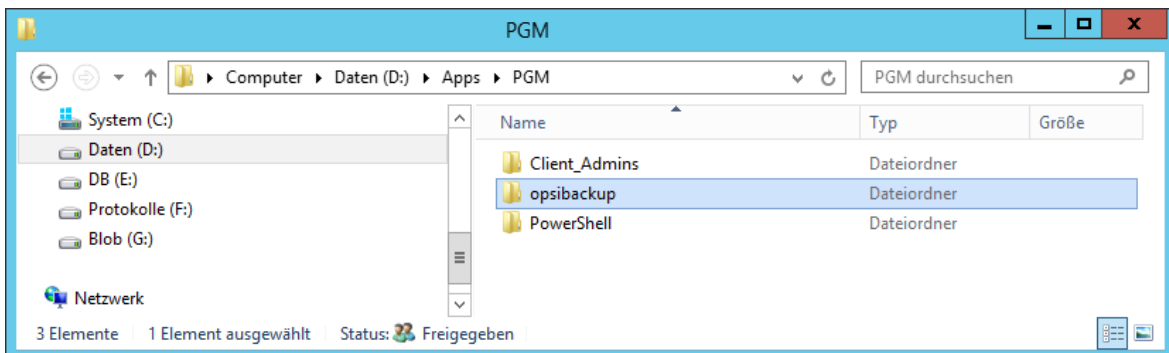 PGM
Computer Daten (D:) Apps PGM PGM durchsuchen
System (C:)
Daten (D:)
DB (E:)
Protokolle (F:)
Blob (G:)
Netzwerk
Name Typ Größe
Client_Admins Dateiordner
opsibackup Dateiordner
PowerShell Dateiordner
3 Elemente 1 Element ausgewählt Status: Freigegeben